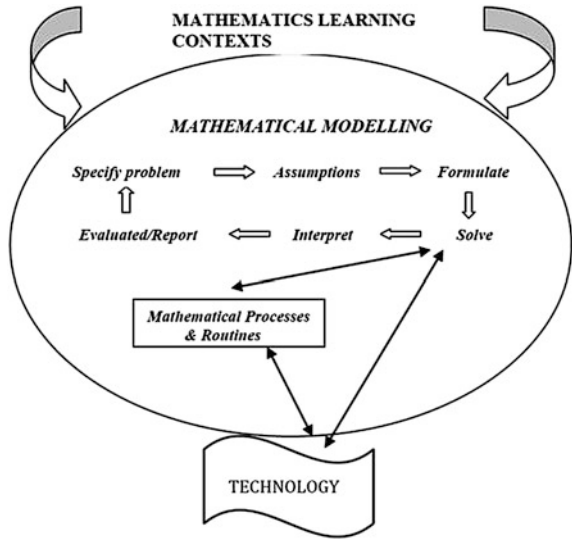 MATHEMATICS LEARNING
CONTEXTS
MATHEMATICAL MODELLING
Specify problem
Assumptions
Formulate
Evaluated/Report
Interpret
Solve
Mathematical Processes
& Routines
TECHNOLOGY